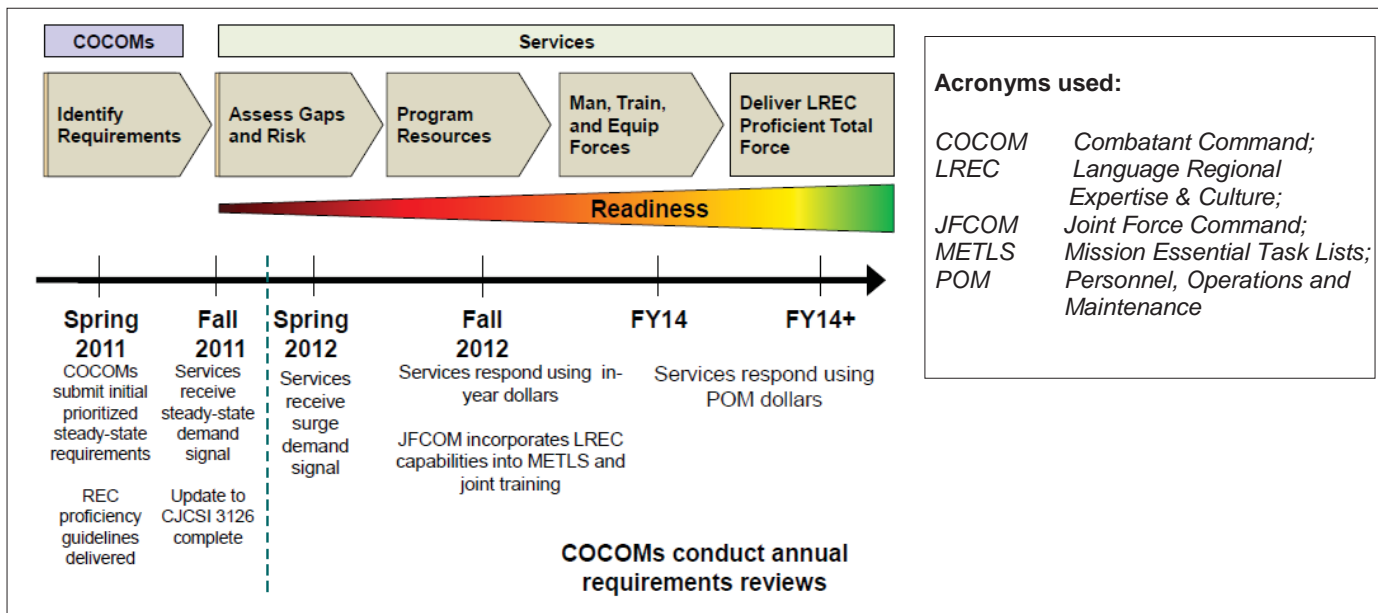 COCOMs
Services
Identify
Requirements
Assess Gaps
and Risk
Program
Resources
Man, Train,
and Equip
Forces
Deliver LREC
Proficient Total
Force
Readiness
Spring
2011
COCOMs
submit initial
prioritized
steady-state
requirements
REC
proficiency
guidelines
delivered
Fall
2011
Services
receive
steady-state
demand
signal
Update to
CJCSI 3126
complete
Spring
2012
Services
receive
surge
demand
signal
Fall
2012
Services respond using in-
year dollars
JFCOM incorporates LREC
capabilities into METLS and
joint training
FY14
FY14+
Services respond using
POM dollars
COCOMs conduct annual
requirements reviews
Acronyms used:
COCOM Combatant Command;
LREC Language Regional
Expertise & Culture;
JFCOM Joint Force Command;
METLS Mission Essential Task Lists;
POM Personnel, Operations and
Maintenance